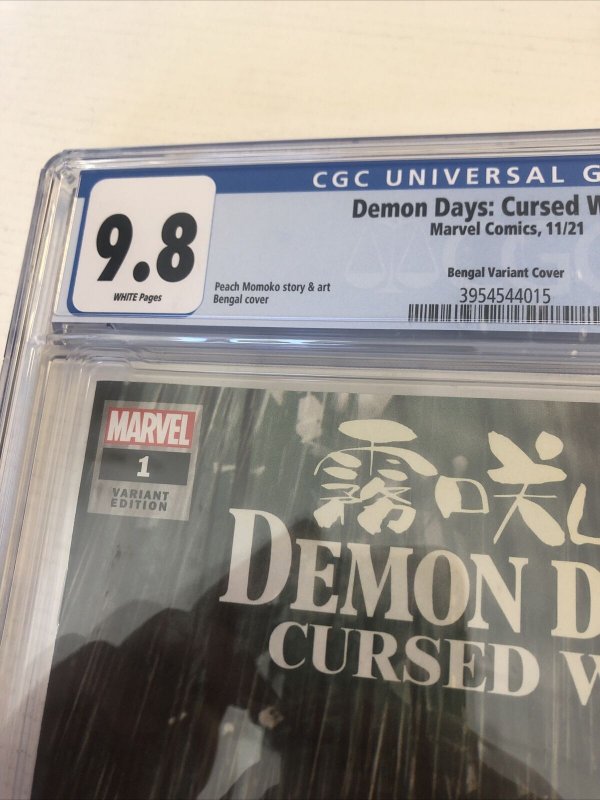 CGC UNIVERSAL G
9.8
WHITE Pages
Demon Days: Cursed W
Marvel Comics, 11/21
Bengal Variant Cover
Peach Momoko story & art
Bengal cover
3954544015
MARVEL
1
VARIANT
EDITION
DEMON D
CURSED W